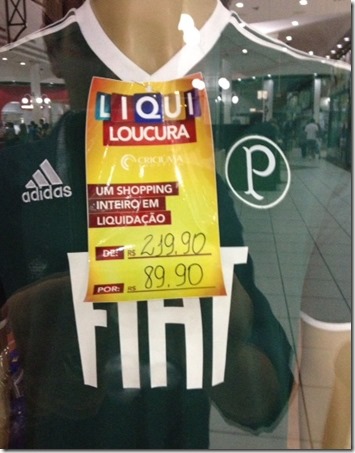 LIQUI
LOUCURA
UM SHOPPING
INTEIRO EM
LIQUIDAÇÃO
DE: R$ 219,90
POR: R$ 89,90
adidas
P
FIAT